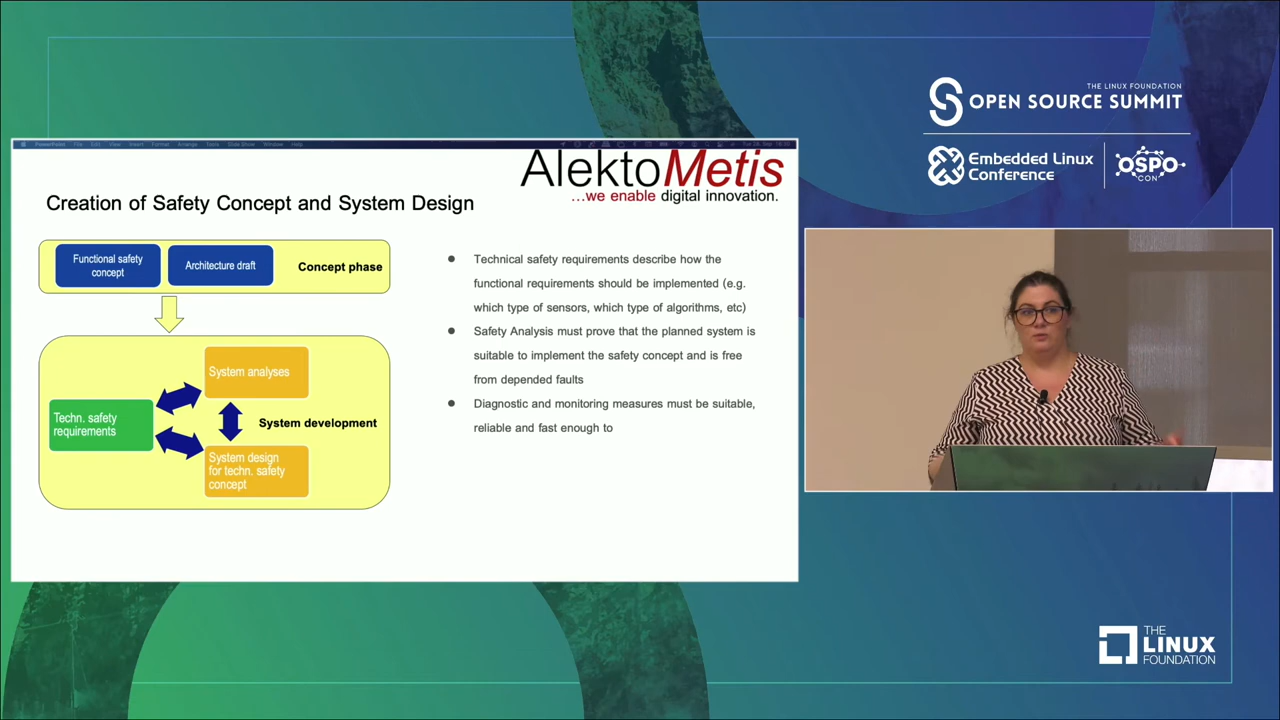 THE LINUX FOUNDATION
OPEN SOURCE SUMMIT
Embedded Linux
Conference
OSPO
CON
AlektoMetis
...we enable digital innovation.
Creation of Safety Concept and System Design
Functional safety
concept
Architecture draft
Concept phase
System analyses
Techn. safety
requirements
System development
System design
for techn. safety
concept
Technical safety requirements describe how the
functional requirements should be implemented (e.g.
which type of sensors, which type of algorithms, etc)
Safety Analysis must prove that the planned system is
suitable to implement the safety concept and is free
from depended faults
Diagnostic and monitoring measures must be suitable,
reliable and fast enough to
THE
LINUX
FOUNDATION